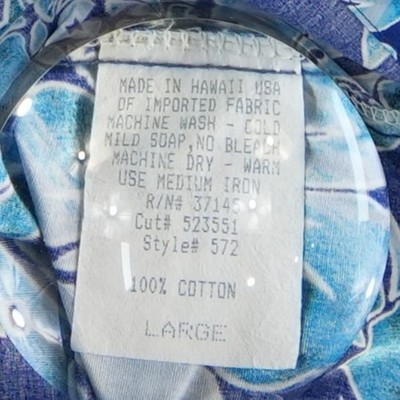 MADE IN HAWAII USA
OF IMPORTED FABRIC
MACHINE WASH - COLD
MILD SOAP, NO BLEACH
MACHINE DRY - WARM
USE MEDIUM IRON
R/N# 37145
Cut# 523551
Style# 572
100% COTTON
LARGE